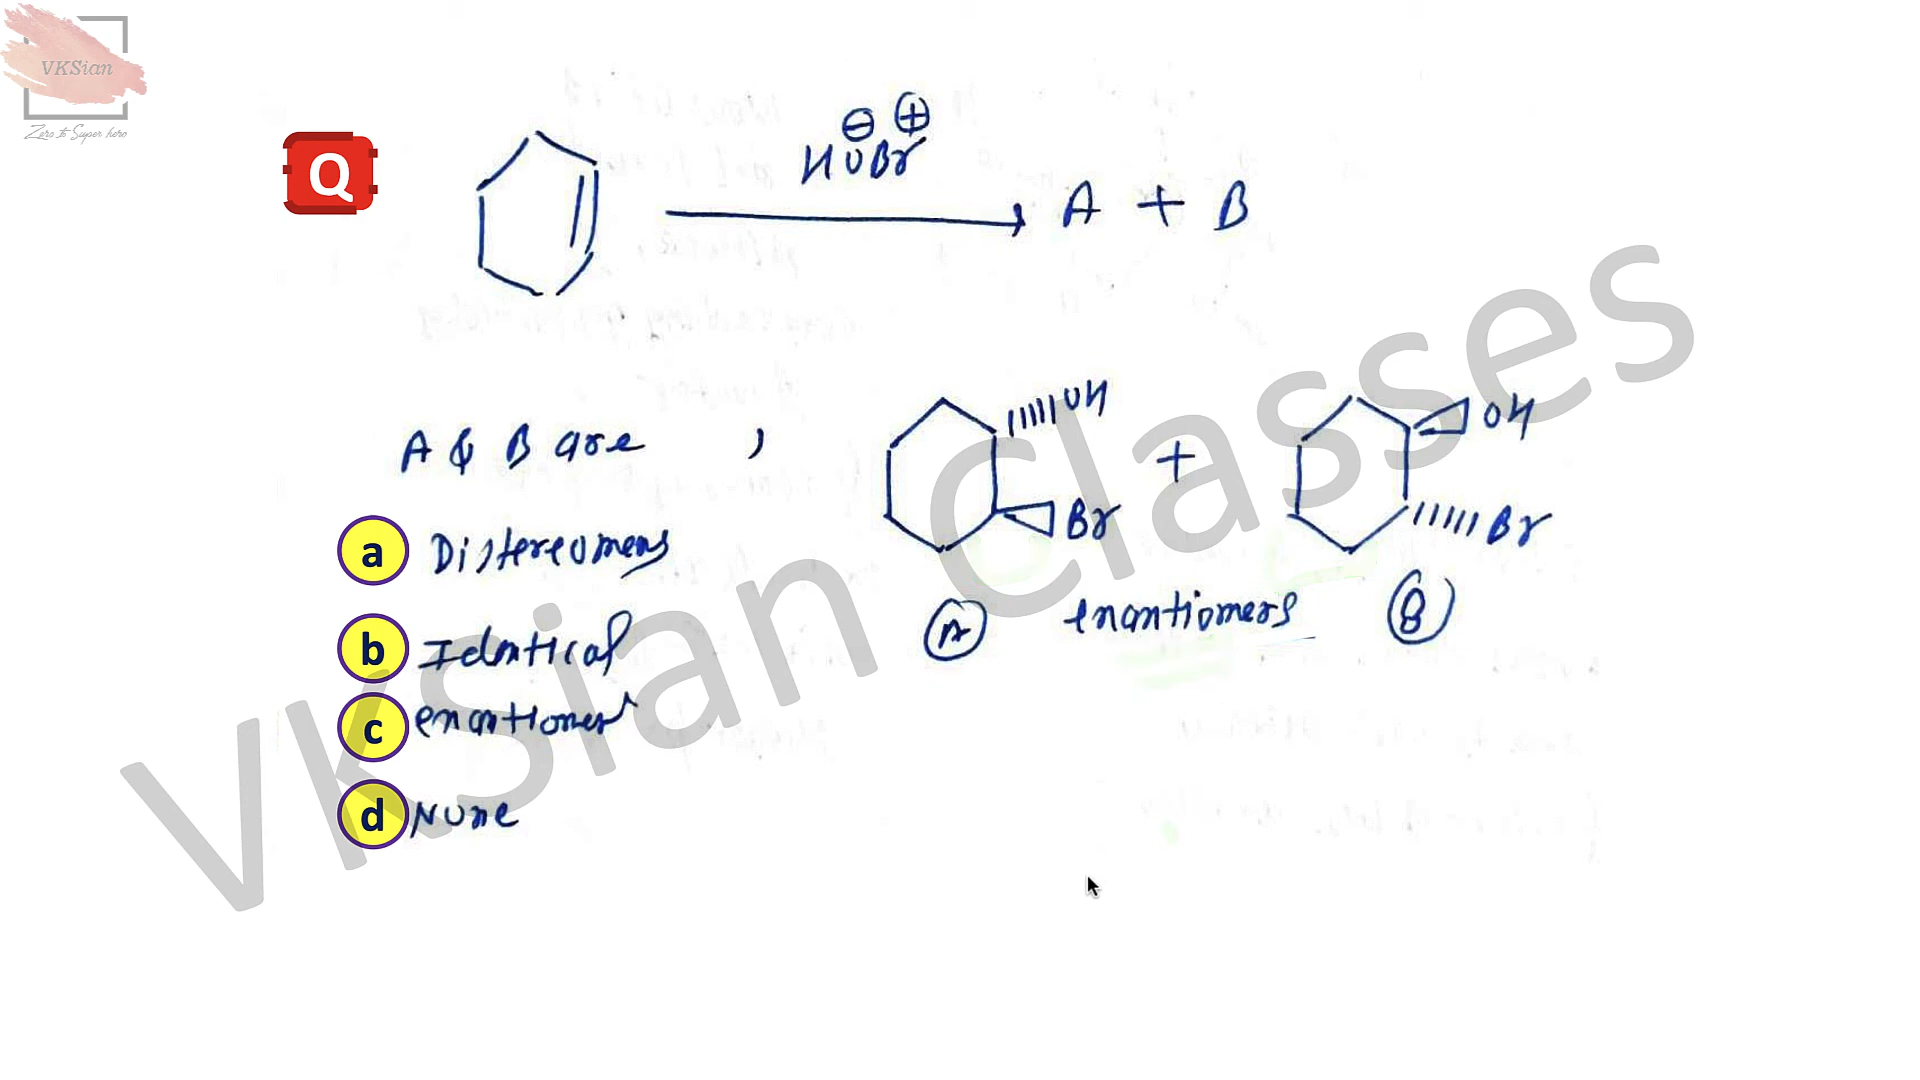 VKSian
Zero to Super hero
Q
⊖ ⊕
HOBr
A + B
A & B are ,
OH
Br
+
OH
Br
A enantiomers B
a Distereomers
b Identical
c enantiomer
d None
VKSian Classes